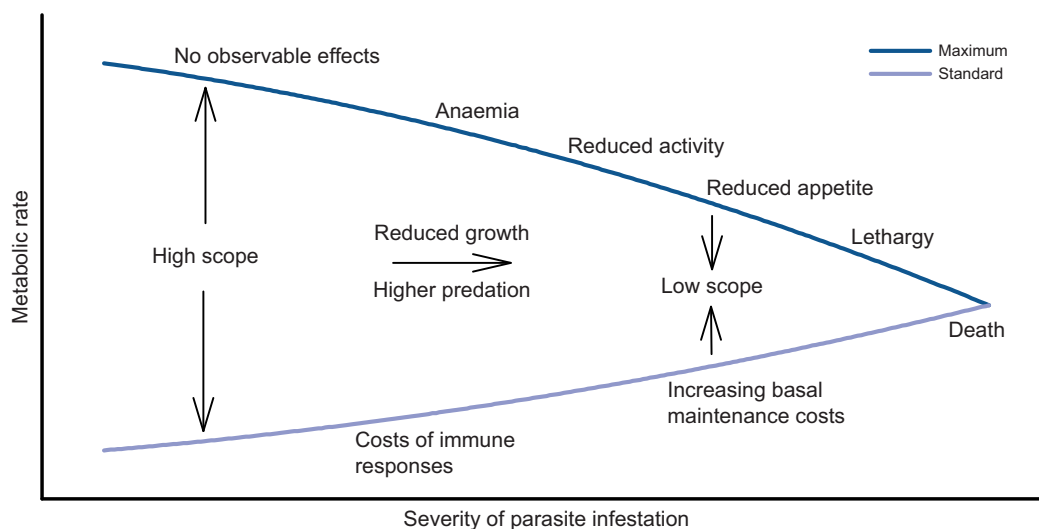 No observable effects
Maximum
Standard
Anaemia
Reduced activity
Reduced appetite
Lethargy
Metabolic rate
High scope
Reduced growth
Higher predation
Low scope
Death
Increasing basal
maintenance costs
Costs of immune
responses
Severity of parasite infestation